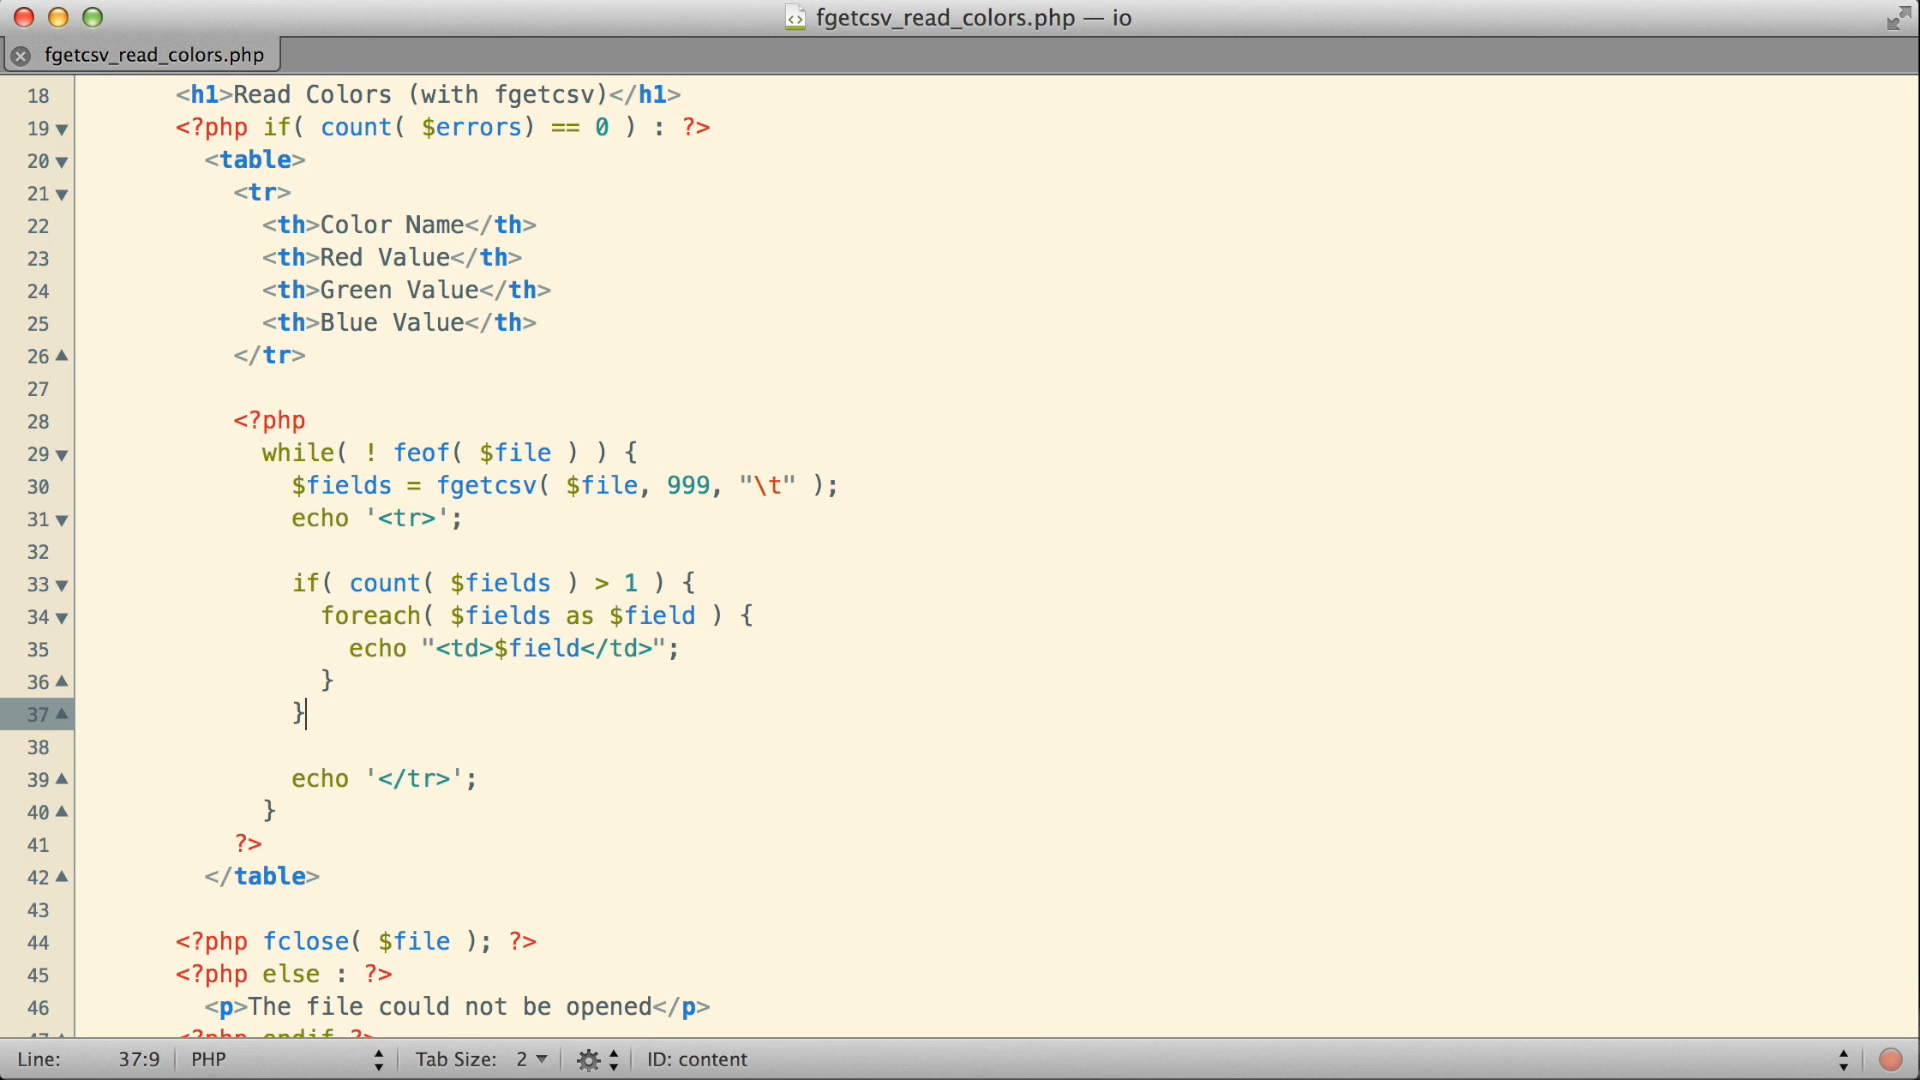 fgetcsv_read_colors.php — io
fgetcsv_read_colors.php
18 <h1>Read Colors (with fgetcsv)</h1>
19 <?php if( count( $errors) == 0 ) : ?>
20 <table>
21 <tr>
22 <th>Color Name</th>
23 <th>Red Value</th>
24 <th>Green Value</th>
25 <th>Blue Value</th>
26 </tr>
27
28 <?php
29 while( ! feof( $file ) ) {
30 $fields = fgetcsv( $file, 999, "\t" );
31 echo '<tr>';
32
33 if( count( $fields ) > 1 ) {
34 foreach( $fields as $field ) {
35 echo "<td>$field</td>";
36 }
37 }
38
39 echo '</tr>';
40 }
41 ?>
42 </table>
43
44 <?php fclose( $file ); ?>
45 <?php else : ?>
46 <p>The file could not be opened</p>
47 <?php endif ?>
Line: 37:9 PHP Tab Size: 2 ID: content